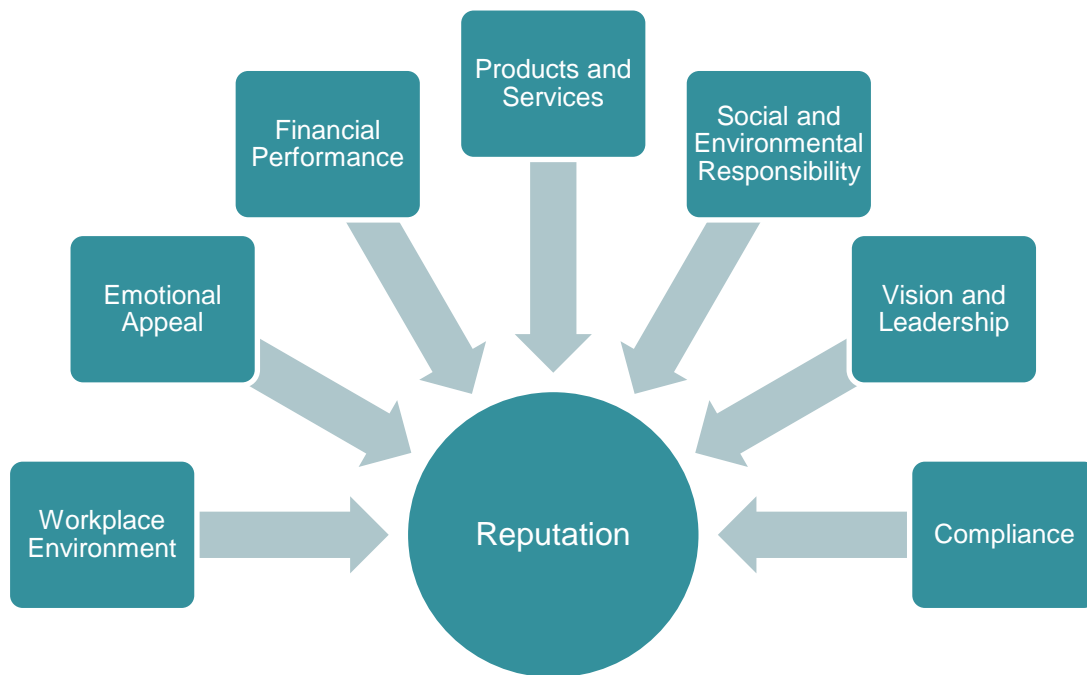 Products and
Services
Financial
Performance
Social and
Environmental
Responsibility
Emotional
Appeal
Vision and
Leadership
Workplace
Environment
Reputation
Compliance